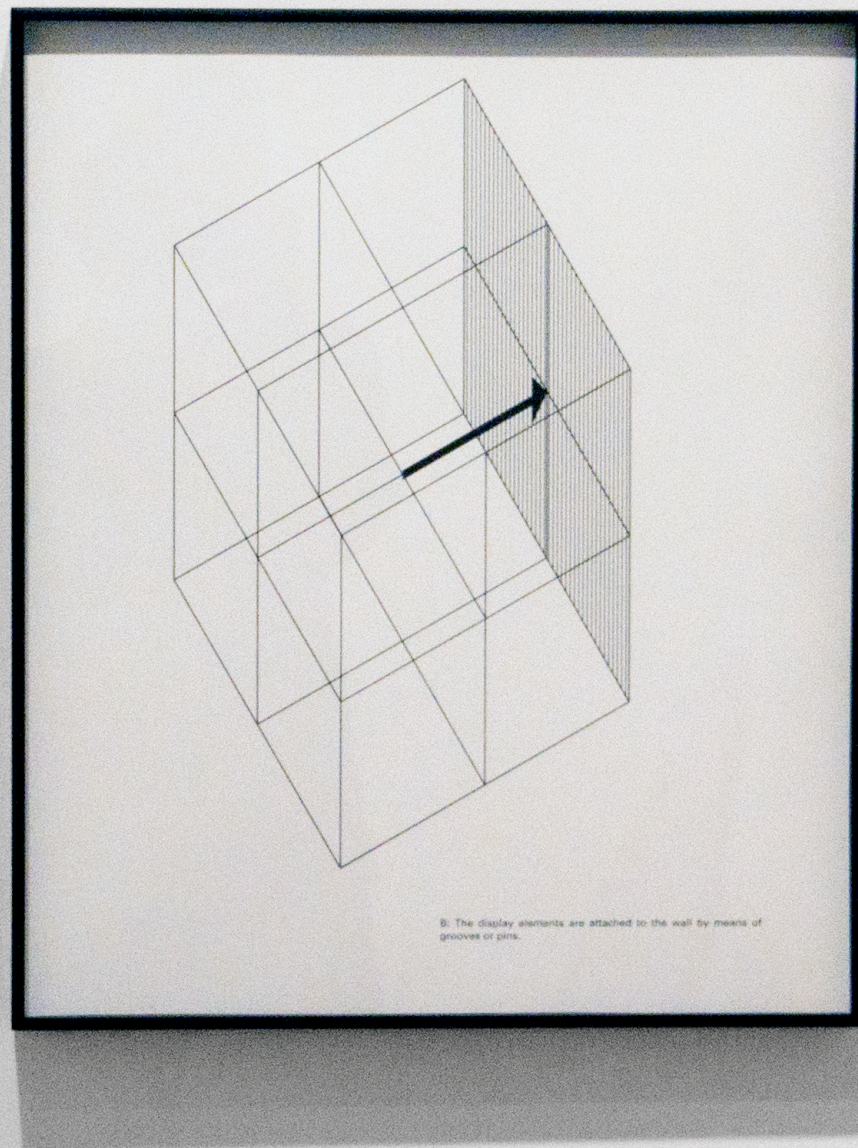 B: The display elements are attached to the wall by means of
grooves or pins.